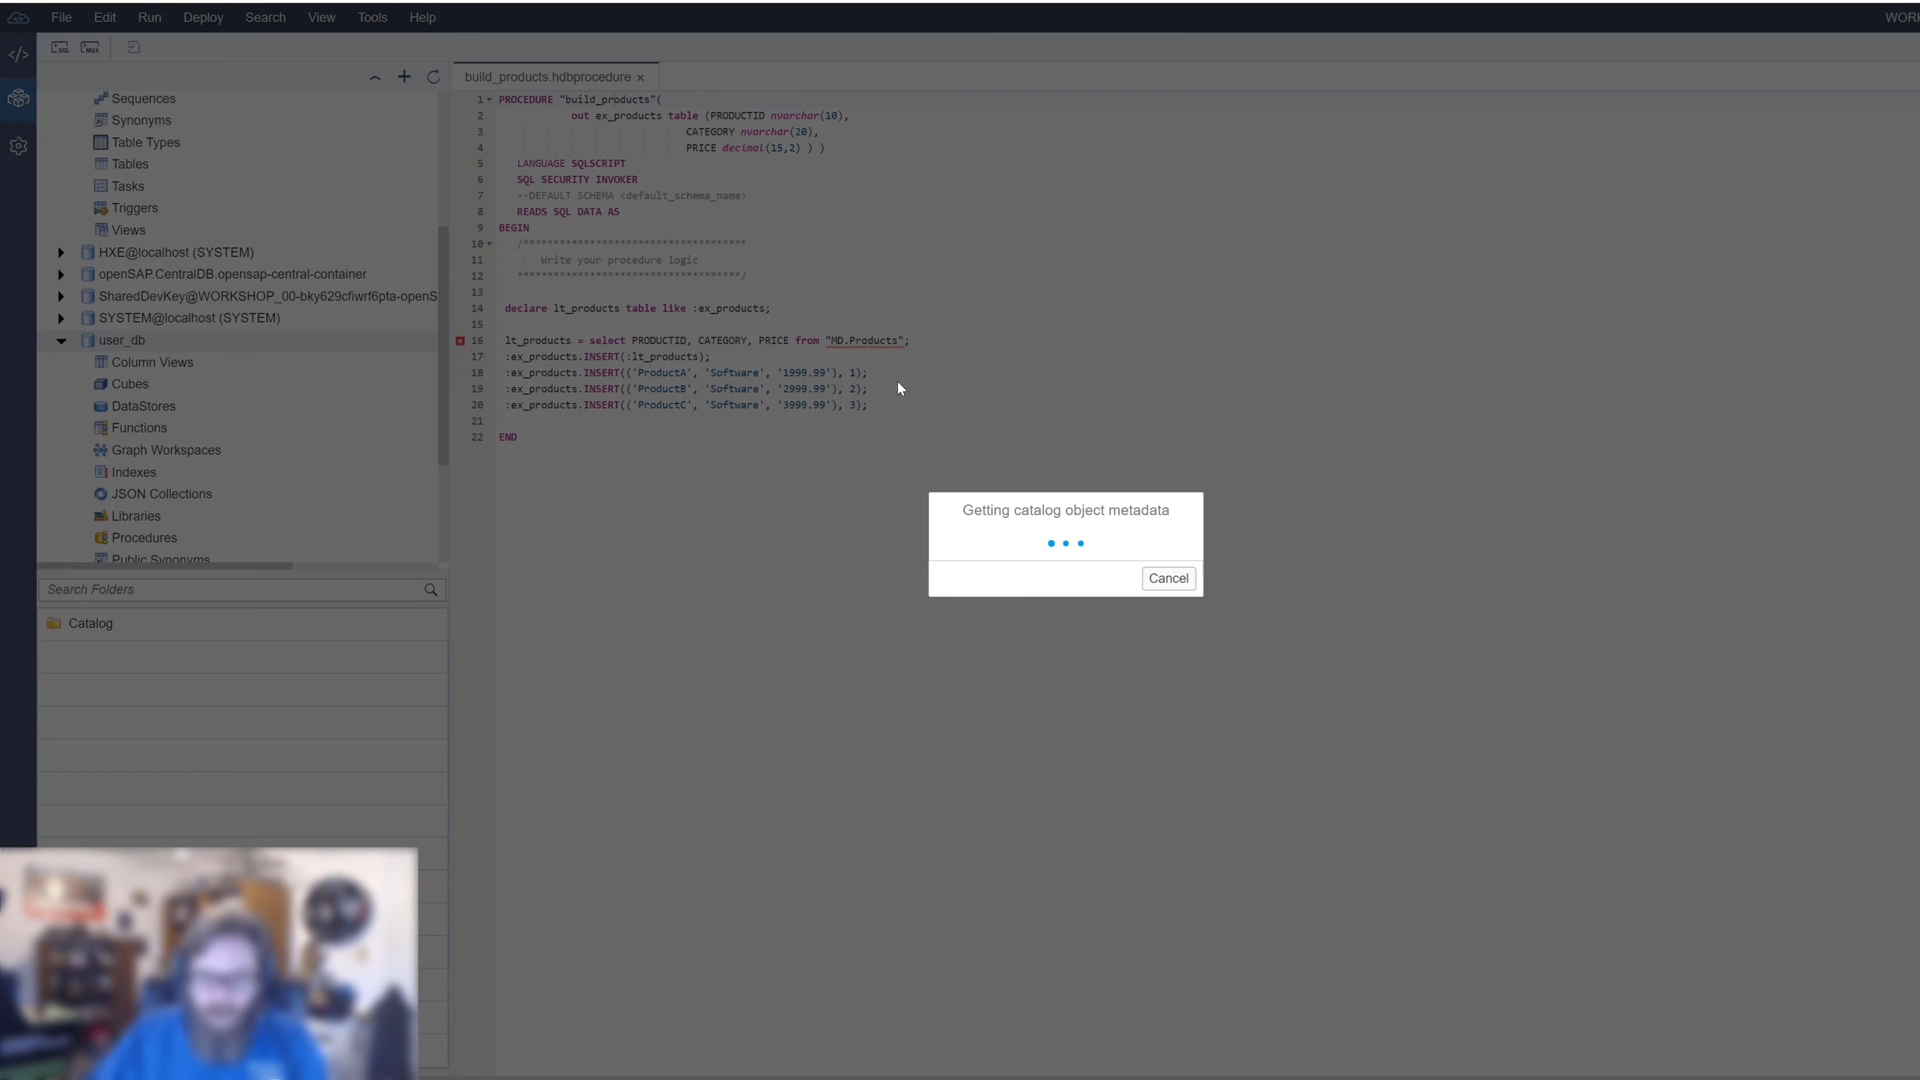 File Edit Run Deploy Search View Tools Help
WORK
build_products.hdbprocedure ×
Sequences
Synonyms
Table Types
Tables
Tasks
Triggers
Views
HXE@localhost (SYSTEM)
openSAP.CentralDB.opensap-central-container
SharedDevKey@WORKSHOP_00-bky629cfiwrf6pta-openS
SYSTEM@localhost (SYSTEM)
user_db
Column Views
Cubes
DataStores
Functions
Graph Workspaces
Indexes
JSON Collections
Libraries
Procedures
Public Synonyms
Search Folders
Catalog
1 PROCEDURE "build_products"(
2 out ex_products table (PRODUCTID nvarchar(10),
3 CATEGORY nvarchar(20),
4 PRICE decimal(15,2) ) )
5 LANGUAGE SQLSCRIPT
6 SQL SECURITY INVOKER
7 --DEFAULT SCHEMA <default_schema_name>
8 READS SQL DATA AS
9 BEGIN
10 /*************************************
11 Write your procedure logic
12 *************************************/
13
14 declare lt_products table like :ex_products;
15
16 lt_products = select PRODUCTID, CATEGORY, PRICE from "MD.Products";
17 :ex_products.INSERT(:lt_products);
18 :ex_products.INSERT(('ProductA', 'Software', '1999.99'), 1);
19 :ex_products.INSERT(('ProductB', 'Software', '2999.99'), 2);
20 :ex_products.INSERT(('ProductC', 'Software', '3999.99'), 3);
21
22 END
Getting catalog object metadata
Cancel